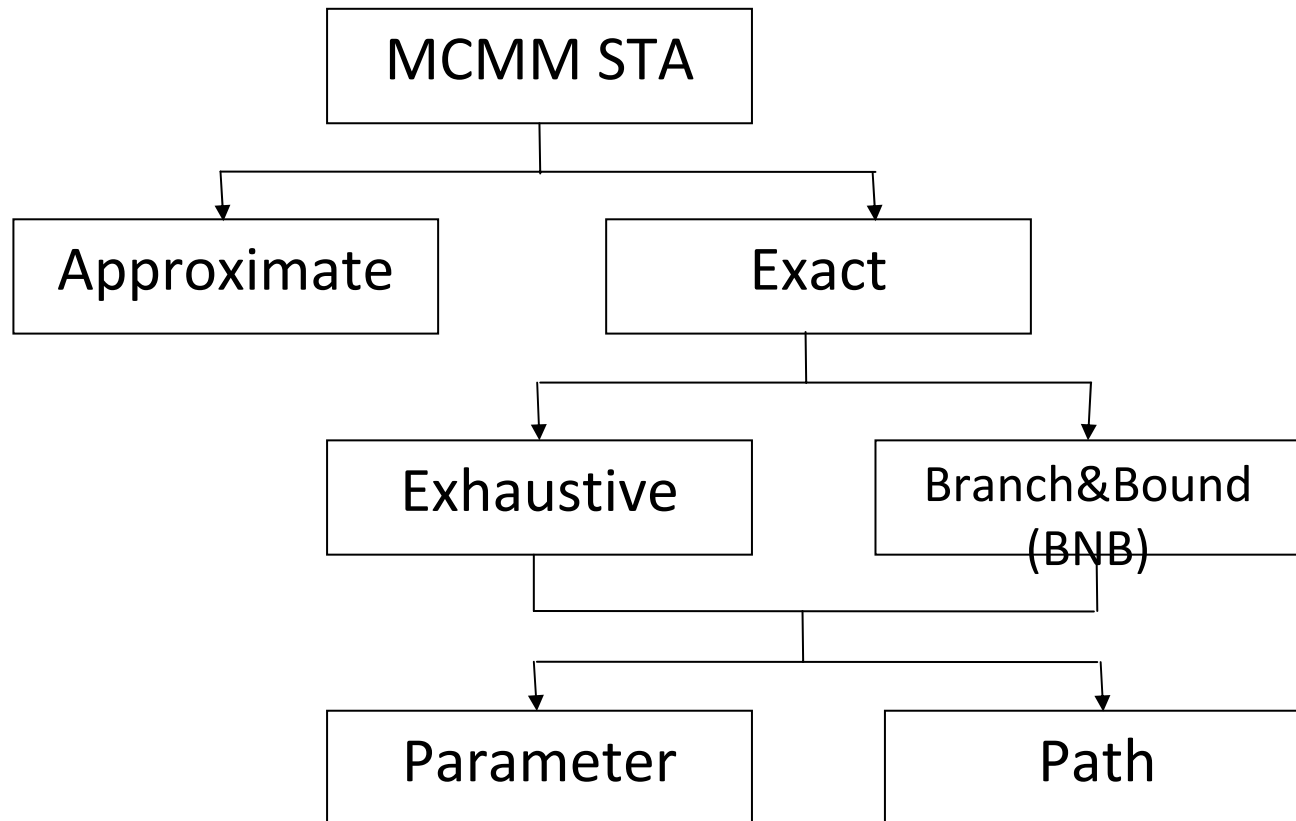 MCMM STA
Approximate
Exact
Exhaustive
Branch&Bound
(BNB)
Parameter
Path